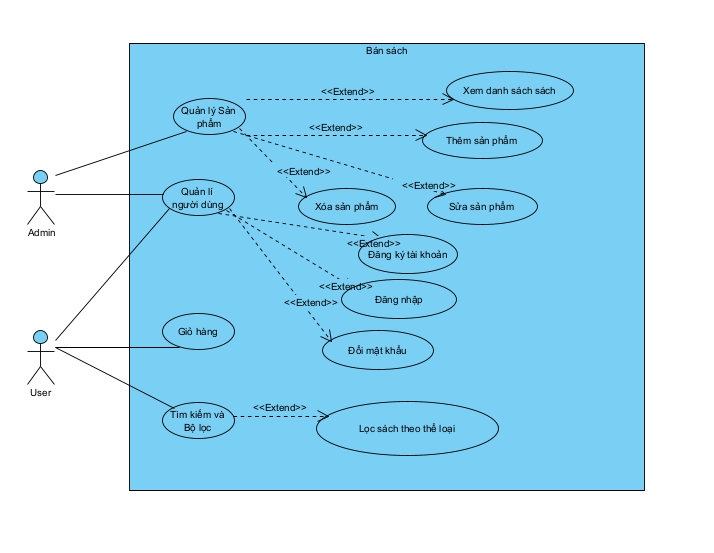 Bán sách
<<Extend>>
Xem danh sách sách
Quản lý Sản
phẩm
<<Extend>>
Thêm sản phẩm
<<Extend>>
<<Extend>>
Quản lí
người dùng
Xóa sản phẩm
Sửa sản phẩm
Admin
<<Extend>>
Đăng ký tài khoản
<<Extend>>
Đăng nhập
<<Extend>>
Giỏ hàng
Đổi mật khẩu
User
<<Extend>>
Tìm kiếm và
Bộ lọc
Lọc sách theo thể loại